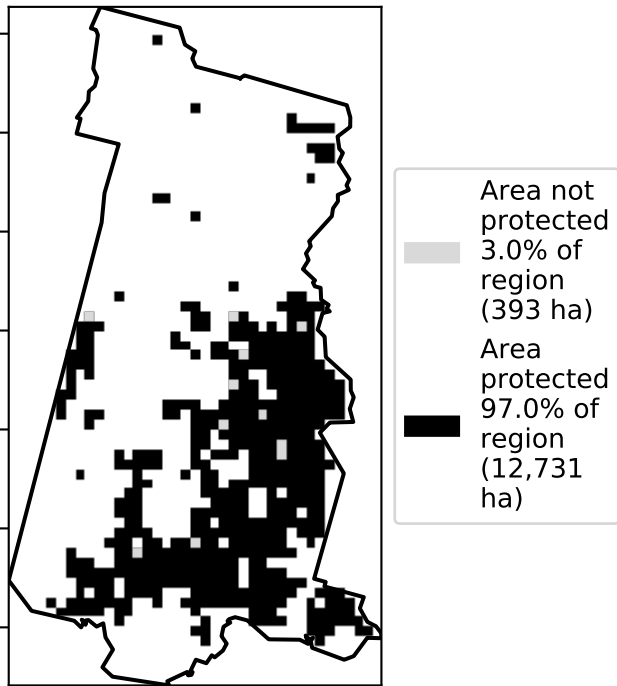 Area not
protected
3.0% of
region
(393 ha)
Area
protected
97.0% of
region
(12,731
ha)